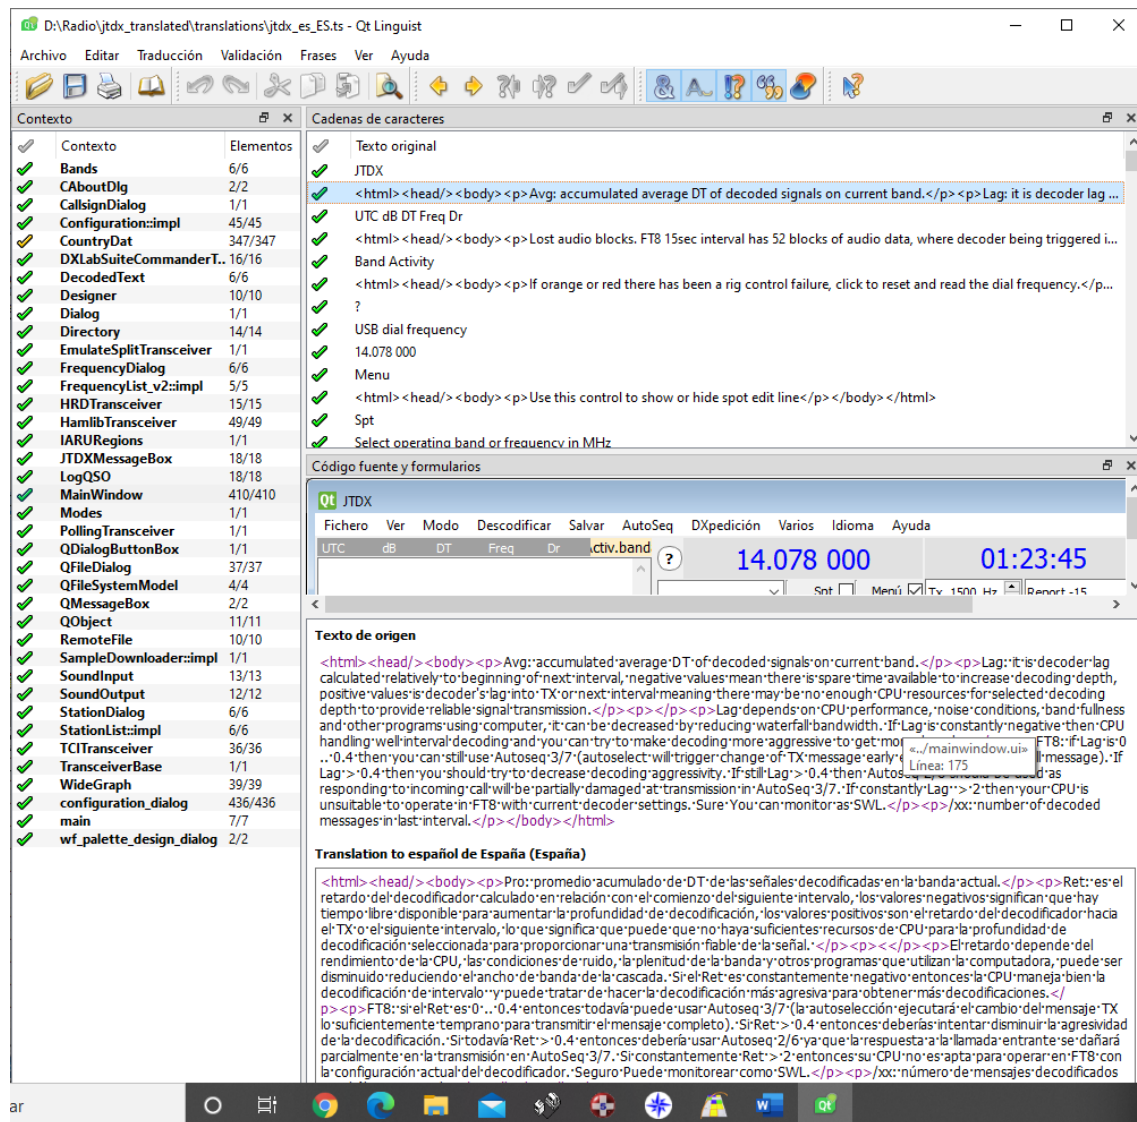 D:\Radio\jtdx_translated\translations\jtdx_es_ES.ts - Qt Linguist
Archivo Editar Traducción Validación Frases Ver Ayuda
Contexto
Contexto Elementos
Bands 6/6
CAboutDlg 2/2
CallsignDialog 1/1
Configuration::impl 45/45
CountryDat 347/347
DXLabSuiteCommanderT... 16/16
DecodedText 6/6
Designer 10/10
Dialog 1/1
Directory 14/14
EmulateSplitTransceiver 1/1
FrequencyDialog 6/6
FrequencyList_v2::impl 5/5
HRDTransceiver 15/15
HamlibTransceiver 49/49
IARURegions 1/1
JTDXMessageBox 18/18
LogQSO 18/18
MainWindow 410/410
Modes 1/1
PollingTransceiver 1/1
QDialogButtonBox 1/1
QFileDialog 37/37
QFileSystemModel 4/4
QMessageBox 2/2
QObject 11/11
RemoteFile 10/10
SampleDownloader::impl 1/1
SoundInput 13/13
SoundOutput 12/12
StationDialog 6/6
StationList::impl 6/6
TCITransceiver 36/36
TransceiverBase 1/1
WideGraph 39/39
configuration_dialog 436/436
main 7/7
wf_palette_design_dialog 2/2
Cadenas de caracteres
Texto original
JTDX
<html><head/><body><p>Avg: accumulated average DT of decoded signals on current band.</p><p>Lag: it is decoder lag ...
UTC dB DT Freq Dr
<html><head/><body><p>Lost audio blocks. FT8 15sec interval has 52 blocks of audio data, where decoder being triggered i...
Band Activity
<html><head/><body><p>If orange or red there has been a rig control failure, click to reset and read the dial frequency.</p...
?
USB dial frequency
14.078 000
Menu
<html><head/><body><p>Use this control to show or hide spot edit line</p></body></html>
Spt
Select operating band or frequency in MHz
Código fuente y formularios
JTDX
Fichero Ver Modo Descodificar Salvar AutoSeq DXpedición Varios Idioma Ayuda
UTC dB DT Freq Dr Activ.band
? 14.078 000 01:23:45
Spt Menú Tx 1500 Hz Report -15
Texto de origen
<html><head/><body><p>Avg:·accumulated·average·DT·of·decoded·signals·on·current·band.</p><p>Lag:·it·is·decoder·lag
calculated·relatively·to·beginning·of·next·interval,·negative·values·mean·there·is·spare·time·available·to·increase·decoding·depth,
positive·values·is·decoder's·lag·into·TX·or·next·interval·meaning·there·may·be·no·enough·CPU·resources·for·selected·decoding
depth·to·provide·reliable·signal·transmission.</p><p></p><p>Lag·depends·on·CPU·performance,·noise·conditions,·band·fullness
and·other·programs·using·computer,·it·can·be·decreased·by·reducing·waterfall·bandwidth.·If·Lag·is·constantly·negative·then·CPU
handling·well·interval·decoding·and·you·can·try·to·make·decoding·more·aggressive·to·get FT8:·if·Lag·is·0
..·0.4·then·you·can·still·use·Autoseq·3/7·(autoselect·will·trigger·change·of·TX·message·early message).·If
Lag·>·0.4·then·you·should·try·to·decrease·decoding·aggressivity.·If·still·Lag·>·0.4·then as
responding·to·incoming·call·will·be·partially·damaged·at·transmission·in·AutoSeq·3/7.·If·constantly·Lag··>·2·then·your·CPU·is
unsuitable·to·operate·in·FT8·with·current·decoder·settings.·Sure·You·can·monitor·as·SWL.</p><p>/xx:·number·of·decoded
messages·in·last·interval.</p></body></html>
«../mainwindow.ui»
Línea: 175
Translation to español de España (España)
<html><head/><body><p>Pro:·promedio·acumulado·de·DT·de·las·señales·decodificadas·en·la·banda·actual.</p><p>Ret:·es·el
retardo·del·decodificador·calculado·en·relación·con·el·comienzo·del·siguiente·intervalo,·los·valores·negativos·significan·que·hay
tiempo·libre·disponible·para·aumentar·la·profundidad·de·decodificación,·los·valores·positivos·son·el·retardo·del·decodificador·hacia
el·TX·o·el·siguiente·intervalo,·lo·que·significa·que·puede·que·no·haya·suficientes·recursos·de·CPU·para·la·profundidad·de
decodificación·seleccionada·para·proporcionar·una·transmisión·fiable·de·la·señal.·</p><p><</p><p>El·retardo·depende·del
rendimiento·de·la·CPU,·las·condiciones·de·ruido,·la·plenitud·de·la·banda·y·otros·programas·que·utilizan·la·computadora,·puede·ser
disminuido·reduciendo·el·ancho·de·banda·de·la·cascada.·Si·el·Ret·es·constantemente·negativo·entonces·la·CPU·maneja·bien·la
decodificación·de·intervalo··y·puede·tratar·de·hacer·la·decodificación·más·agresiva·para·obtener·más·decodificaciones.</
p><p>FT8:·si·el·Ret·es·0·..·0.4·entonces·todavía·puede·usar·Autoseq·3/7·(la·autoselección·ejecutará·el·cambio·del·mensaje·TX
lo·suficientemente·temprano·para·transmitir·el·mensaje·completo).·Si·Ret·>·0.4·entonces·deberías·intentar·disminuir·la·agresividad
de·la·decodificación.·Si·todavía·Ret·>·0.4·entonces·debería·usar·Autoseq·2/6·ya·que·la·respuesta·a·la·llamada·entrante·se·dañará
parcialmente·en·la·transmisión·en·AutoSeq·3/7.·Si·constantemente·Ret·>·2·entonces·su·CPU·no·es·apta·para·operar·en·FT8·con
la·configuración·actual·del·decodificador.·Seguro·Puede·monitorear·como·SWL.</p><p>/xx:·número·de·mensajes·decodificados
ar